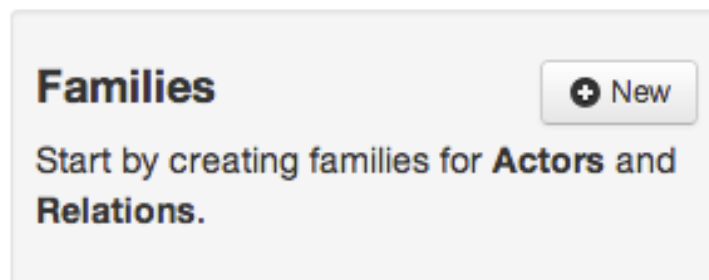 Families
New
Start by creating families for Actors and
Relations.